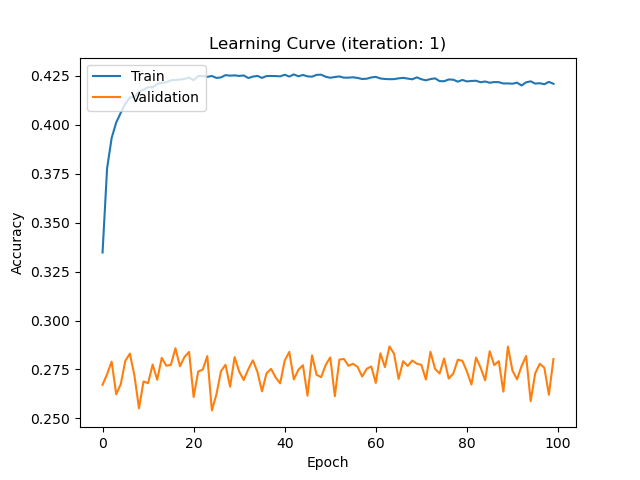 Learning Curve (iteration: 1)
Train
Validation
0.425
0.400
0.375
0.350
0.325
0.300
0.275
0.250
Accuracy
0 20 40 60 80 100
Epoch